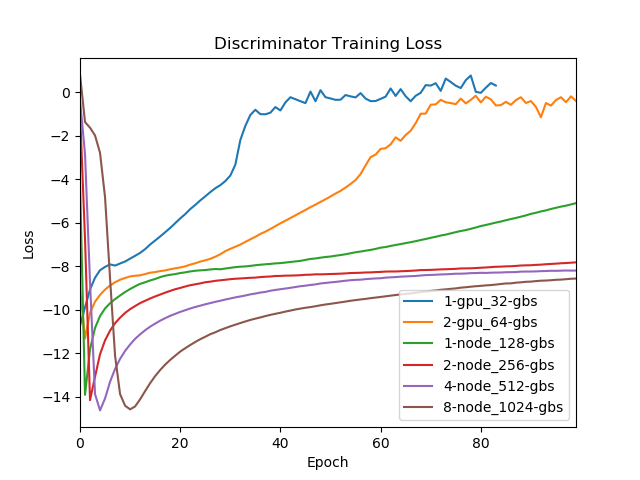 Discriminator Training Loss
Loss
0
−2
−4
−6
−8
−10
−12
−14
0
20
40
60
80
Epoch
1-gpu_32-gbs
2-gpu_64-gbs
1-node_128-gbs
2-node_256-gbs
4-node_512-gbs
8-node_1024-gbs